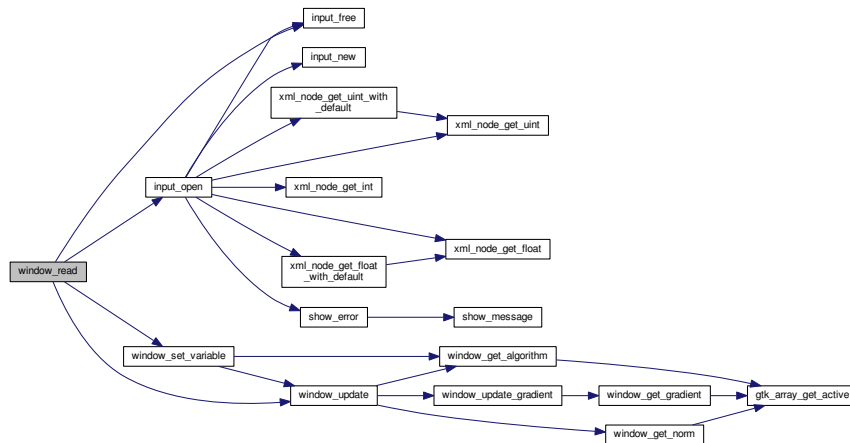 input_free
input_new
xml_node_get_uint_with
_default
xml_node_get_uint
input_open
xml_node_get_int
xml_node_get_float
window_read
xml_node_get_float
_with_default
show_error
show_message
window_set_variable
window_get_algorithm
window_update
window_update_gradient
window_get_gradient
gtk_array_get_active
window_get_norm